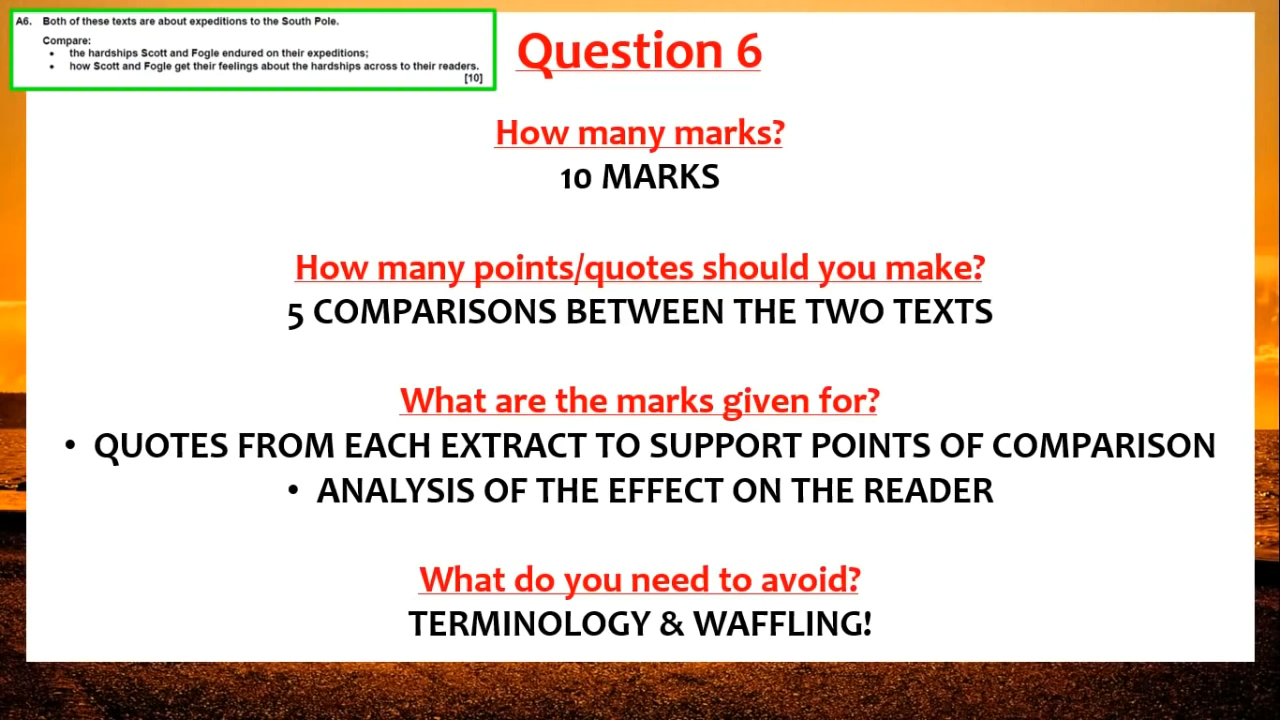 A6. Both of these texts are about expeditions to the South Pole.
Compare:
• the hardships Scott and Fogle endured on their expeditions;
• how Scott and Fogle get their feelings about the hardships across to their readers.
[10]
Question 6
How many marks?
10 MARKS
How many points/quotes should you make?
5 COMPARISONS BETWEEN THE TWO TEXTS
What are the marks given for?
• QUOTES FROM EACH EXTRACT TO SUPPORT POINTS OF COMPARISON
• ANALYSIS OF THE EFFECT ON THE READER
What do you need to avoid?
TERMINOLOGY & WAFFLING!